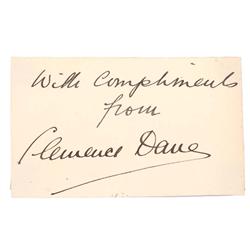 With Compliments
from
Clemence Dane